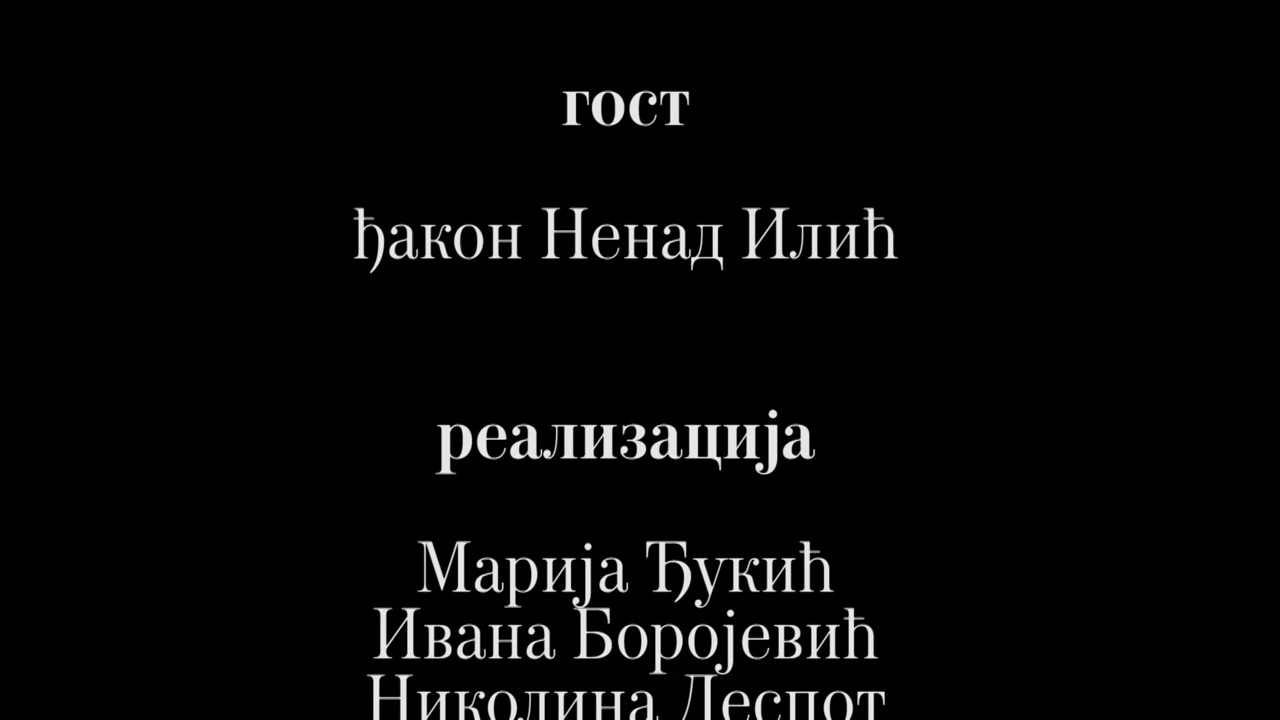 гост
ђакон Ненад Илић
реализација
Марија Ђукић
Ивана Боројевић
Николина Деспот